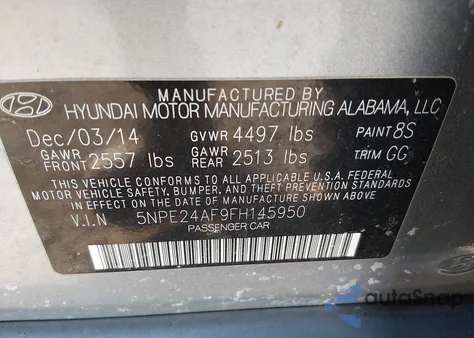 MANUFACTURED BY
HYUNDAI MOTOR MANUFACTURING ALABAMA, LLC
Dec/03/14 GVWR 4497 lbs PAINT 8S
GAWR FRONT 2557 lbs GAWR REAR 2513 lbs TRIM GG
THIS VEHICLE CONFORMS TO ALL APPLICABLE U.S.A. FEDERAL
MOTOR VEHICLE SAFETY, BUMPER, AND THEFT PREVENTION STANDARDS
IN EFFECT ON THE DATE OF MANUFACTURE SHOWN ABOVE
V.I.N 5NPE24AF9FH145950
PASSENGER CAR
autoSnap